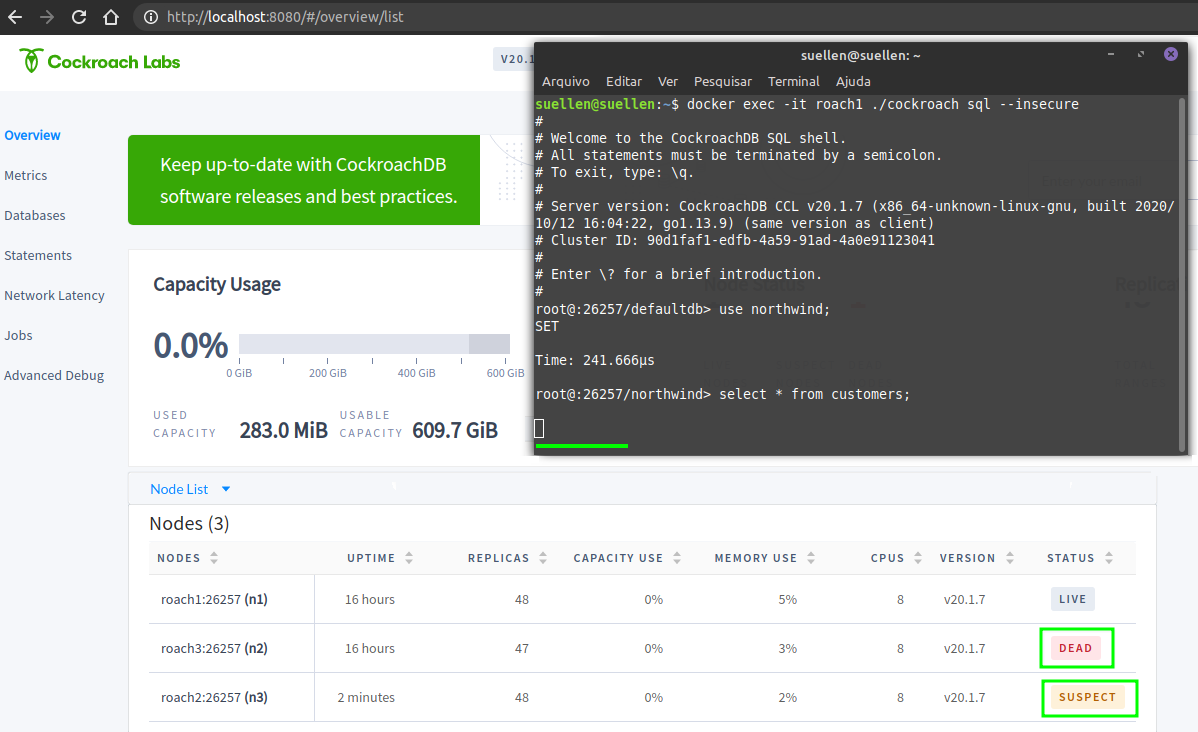 http://localhost:8080/#/overview/list
Cockroach Labs
V20.1
suellen@suellen: ~
Arquivo Editar Ver Pesquisar Terminal Ajuda
suellen@suellen:~$ docker exec -it roach1 ./cockroach sql --insecure
#
# Welcome to the CockroachDB SQL shell.
# All statements must be terminated by a semicolon.
# To exit, type: \q.
#
# Server version: CockroachDB CCL v20.1.7 (x86_64-unknown-linux-gnu, built 2020/
10/12 16:04:22, go1.13.9) (same version as client)
# Cluster ID: 90d1faf1-edfb-4a59-91ad-4a0e91123041
#
# Enter \? for a brief introduction.
#
root@:26257/defaultdb> use northwind;
SET
Time: 241.666µs
root@:26257/northwind> select * from customers;
Overview
Metrics
Databases
Statements
Network Latency
Jobs
Advanced Debug
Keep up-to-date with CockroachDB
software releases and best practices.
Capacity Usage
Node Status
0.0%
0 GiB 200 GiB 400 GiB 600 GiB
USED CAPACITY 283.0 MiB
USABLE CAPACITY 609.7 GiB
Node List
Nodes (3)
NODES UPTIME REPLICAS CAPACITY USE MEMORY USE CPUS VERSION STATUS
roach1:26257 (n1) 16 hours 48 0% 5% 8 v20.1.7 LIVE
roach3:26257 (n2) 16 hours 47 0% 3% 8 v20.1.7 DEAD
roach2:26257 (n3) 2 minutes 48 0% 2% 8 v20.1.7 SUSPECT